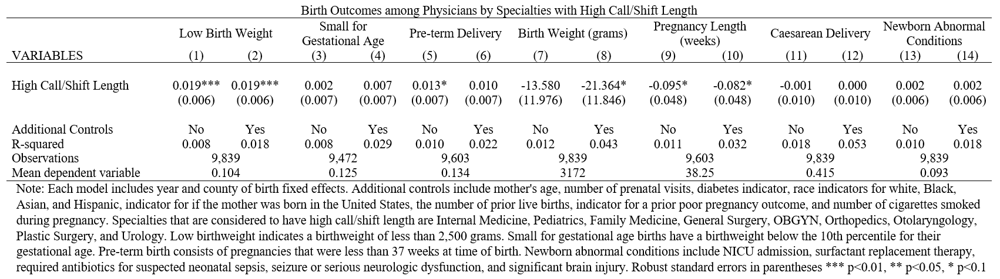 Birth Outcomes among Physicians by Specialties with High Call/Shift Length
Low Birth Weight Small for Gestational Age Pre-term Delivery Birth Weight (grams) Pregnancy Length (weeks) Caesarean Delivery Newborn Abnormal Conditions
VARIABLES (1) (2) (3) (4) (5) (6) (7) (8) (9) (10) (11) (12) (13) (14)
High Call/Shift Length 0.019*** 0.019*** 0.002 0.007 0.013* 0.010 -13.580 -21.364* -0.095* -0.082* -0.001 0.000 0.002 0.002
(0.006) (0.006) (0.007) (0.007) (0.007) (0.007) (11.976) (11.846) (0.048) (0.048) (0.010) (0.010) (0.006) (0.006)
Additional Controls No Yes No Yes No Yes No Yes No Yes No Yes No Yes
R-squared 0.008 0.018 0.008 0.029 0.010 0.022 0.012 0.043 0.011 0.032 0.018 0.053 0.010 0.018
Observations 9,839 9,472 9,603 9,839 9,603 9,839 9,839
Mean dependent variable 0.104 0.125 0.134 3172 38.25 0.415 0.093
Note: Each model includes year and county of birth fixed effects. Additional controls include mother's age, number of prenatal visits, diabetes indicator, race indicators for white, Black,
Asian, and Hispanic, indicator for if the mother was born in the United States, the number of prior live births, indicator for a prior poor pregnancy outcome, and number of cigarettes smoked
during pregnancy. Specialties that are considered to have high call/shift length are Internal Medicine, Pediatrics, Family Medicine, General Surgery, OBGYN, Orthopedics, Otolaryngology,
Plastic Surgery, and Urology. Low birthweight indicates a birthweight of less than 2,500 grams. Small for gestational age births have a birthweight below the 10th percentile for their
gestational age. Pre-term birth consists of pregnancies that were less than 37 weeks at time of birth. Newborn abnormal conditions include NICU admission, surfactant replacement therapy,
required antibiotics for suspected neonatal sepsis, seizure or serious neurologic dysfunction, and significant brain injury. Robust standard errors in parentheses *** p<0.01, ** p<0.05, * p<0.1